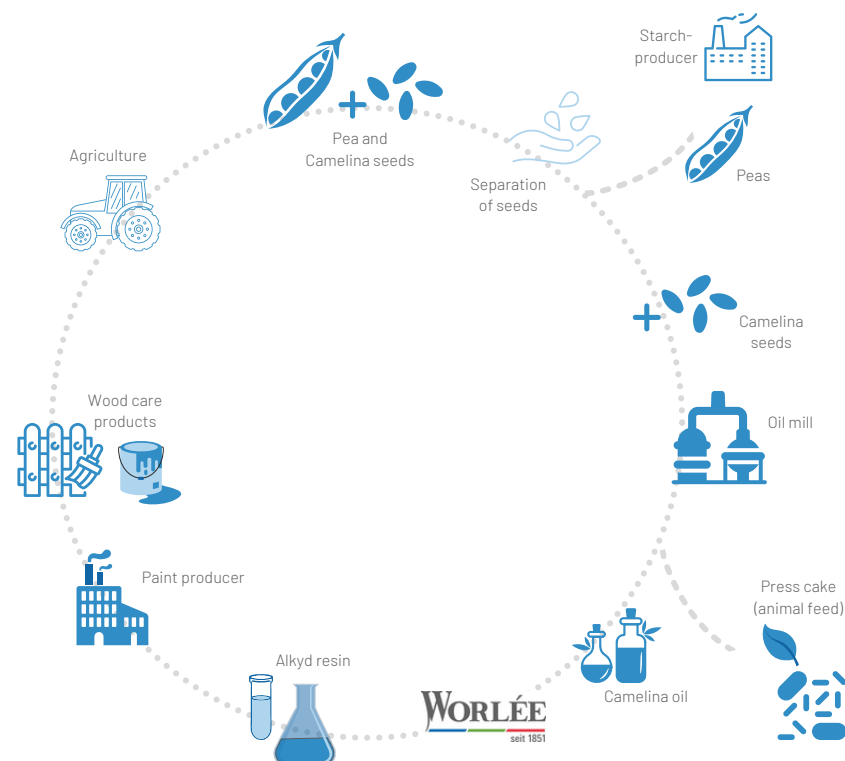 Starch-
producer
Pea and
Camelina seeds
Agriculture
Separation
of seeds
Peas
Camelina
seeds
Wood care
products
Oil mill
Paint producer
Press cake
(animal feed)
Alkyd resin
Camelina oil
WORLÉE
seit 1851